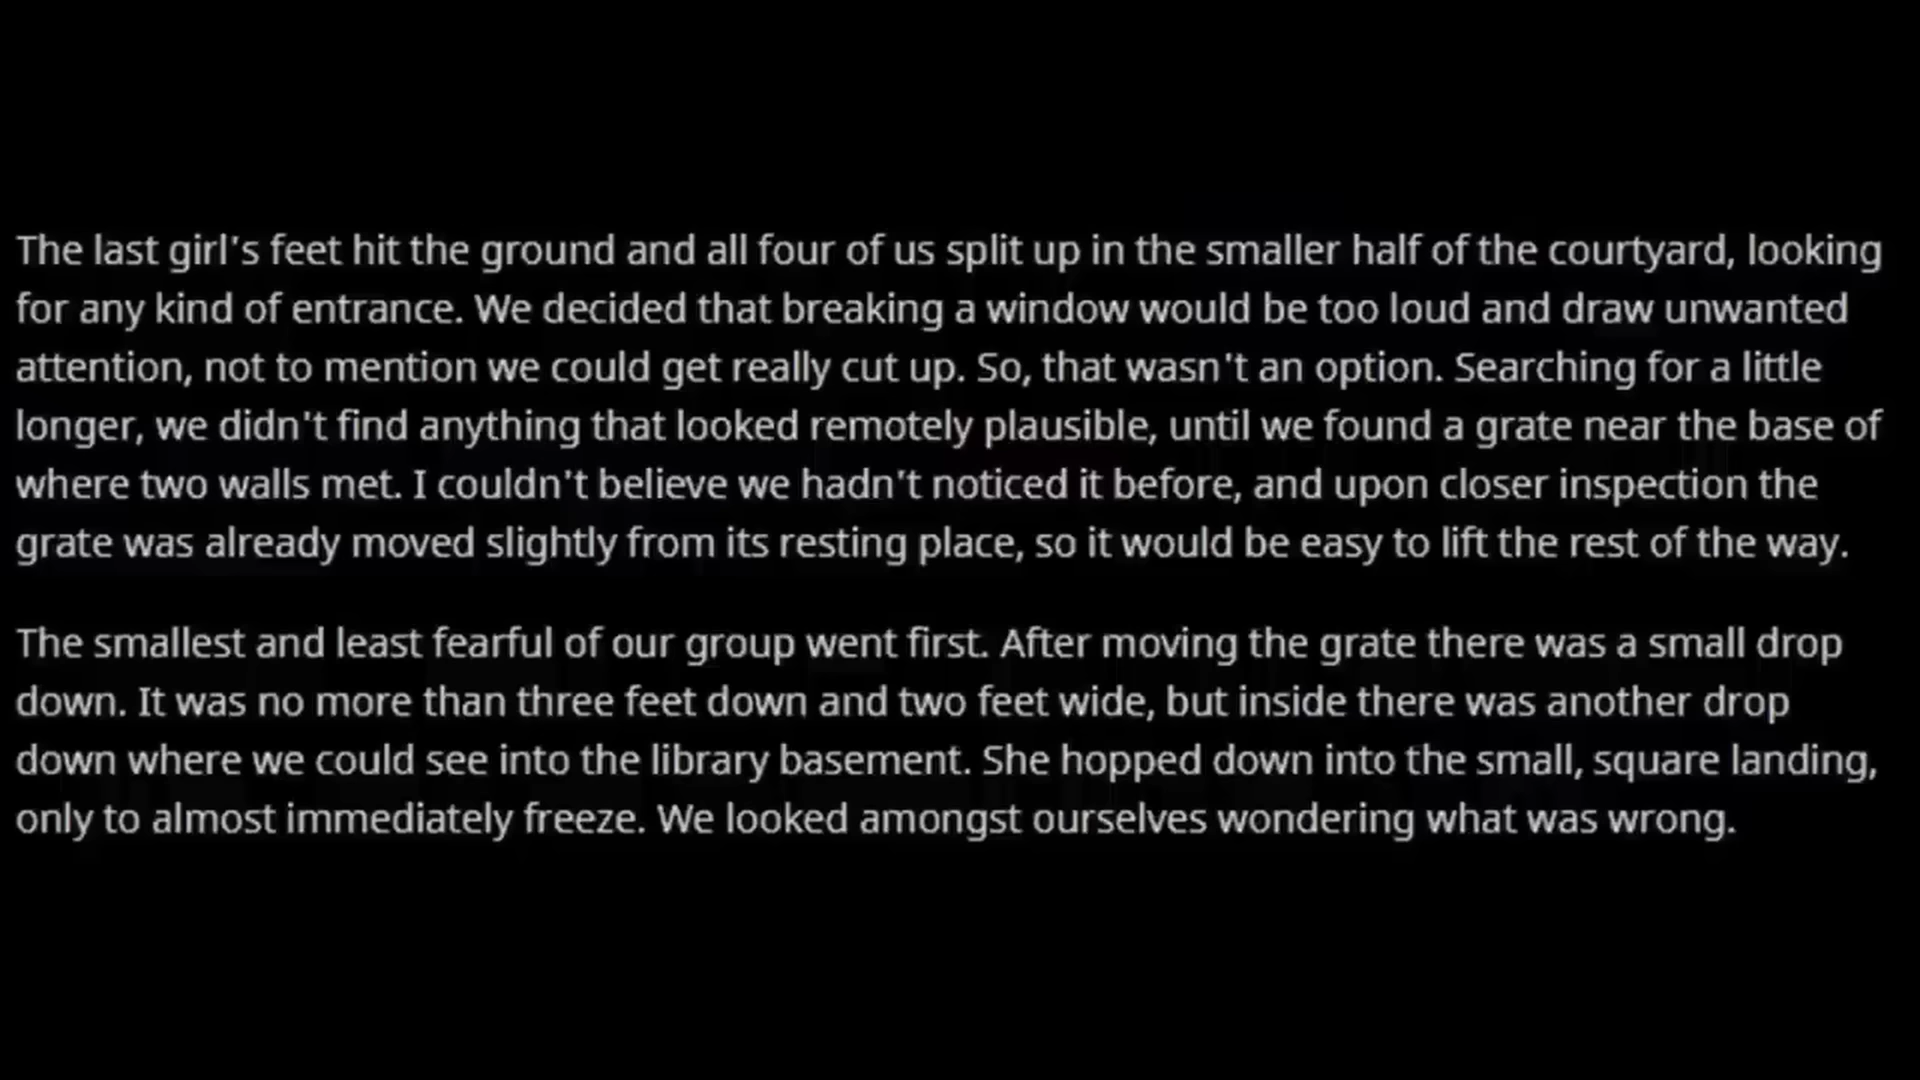 The last girl's feet hit the ground and all four of us split up in the smaller half of the courtyard, looking
for any kind of entrance. We decided that breaking a window would be too loud and draw unwanted
attention, not to mention we could get really cut up. So, that wasn't an option. Searching for a little
longer, we didn't find anything that looked remotely plausible, until we found a grate near the base of
where two walls met. I couldn't believe we hadn't noticed it before, and upon closer inspection the
grate was already moved slightly from its resting place, so it would be easy to lift the rest of the way.
The smallest and least fearful of our group went first. After moving the grate there was a small drop
down. It was no more than three feet down and two feet wide, but inside there was another drop
down where we could see into the library basement. She hopped down into the small, square landing,
only to almost immediately freeze. We looked amongst ourselves wondering what was wrong.